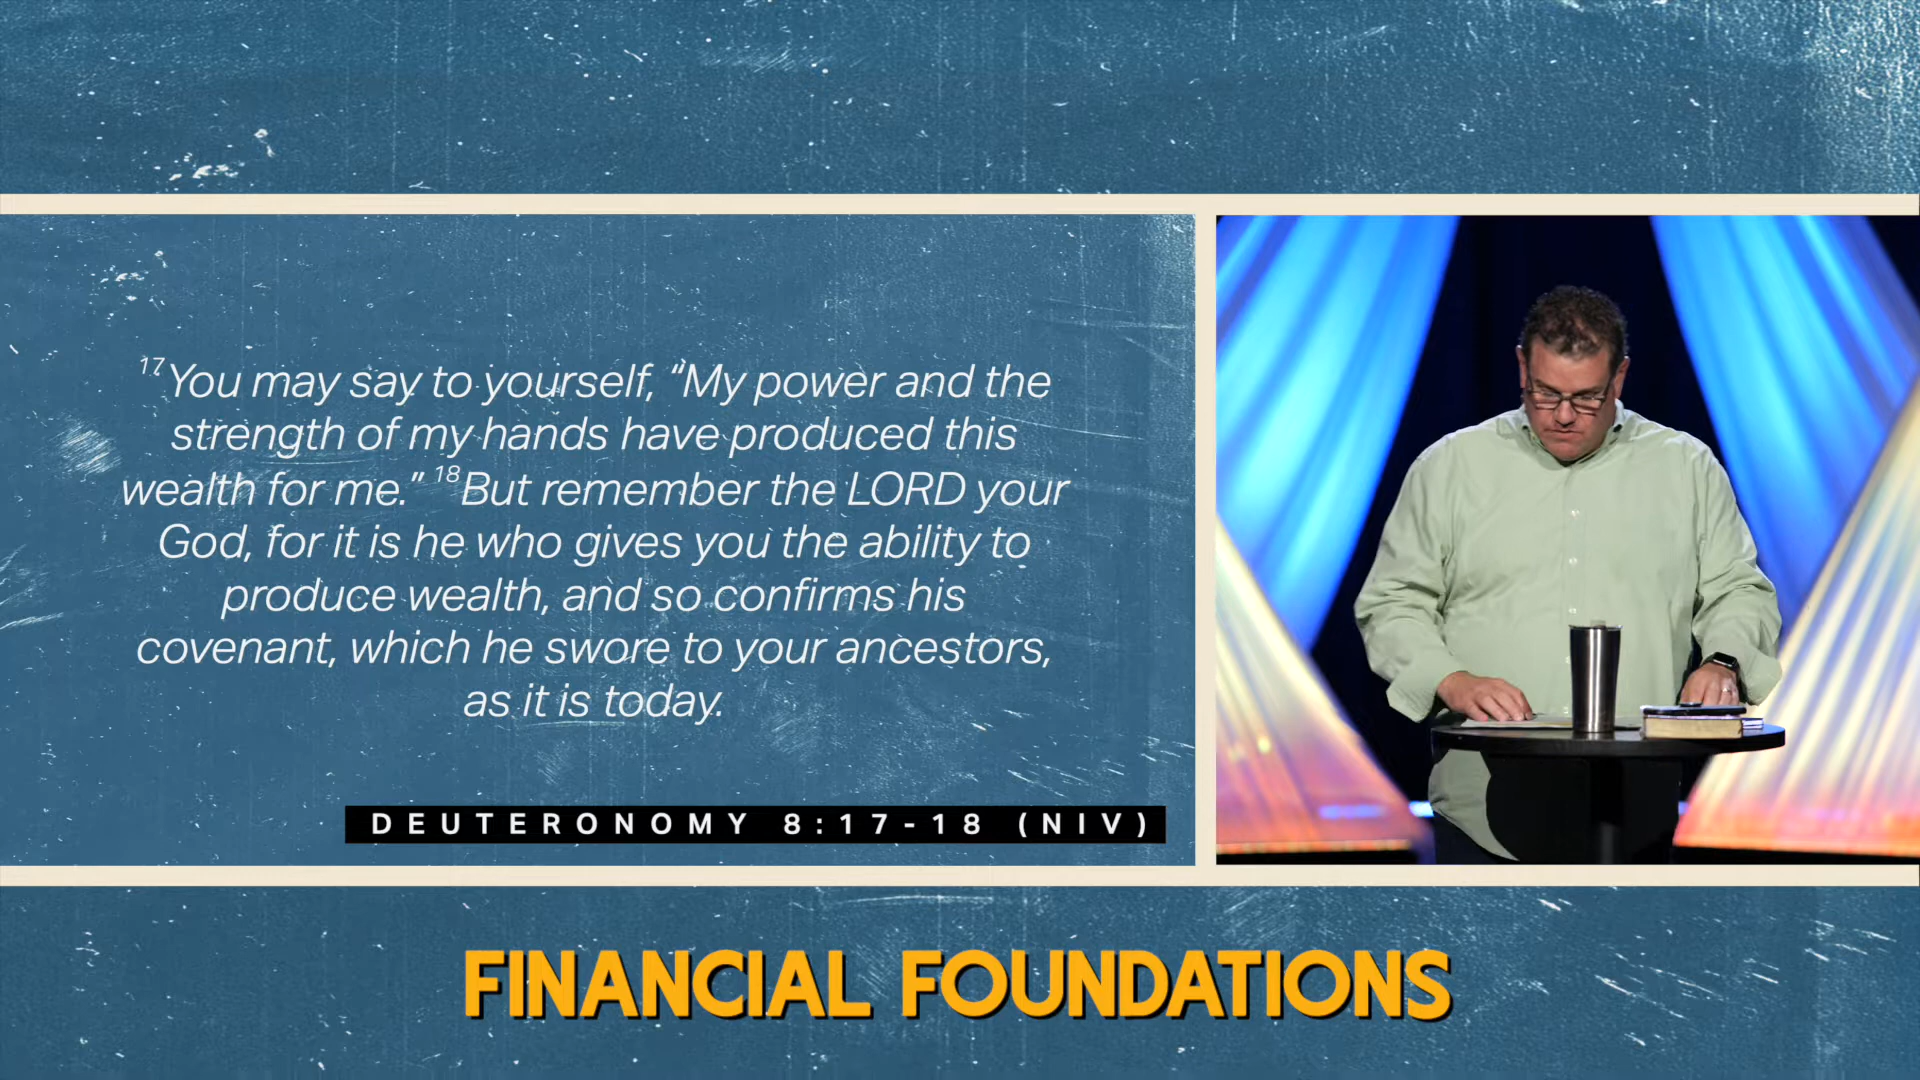 17 You may say to yourself, “My power and the
strength of my hands have produced this
wealth for me.” 18 But remember the LORD your
God, for it is he who gives you the ability to
produce wealth, and so confirms his
covenant, which he swore to your ancestors,
as it is today.
DEUTERONOMY 8:17-18 (NIV)
FINANCIAL FOUNDATIONS